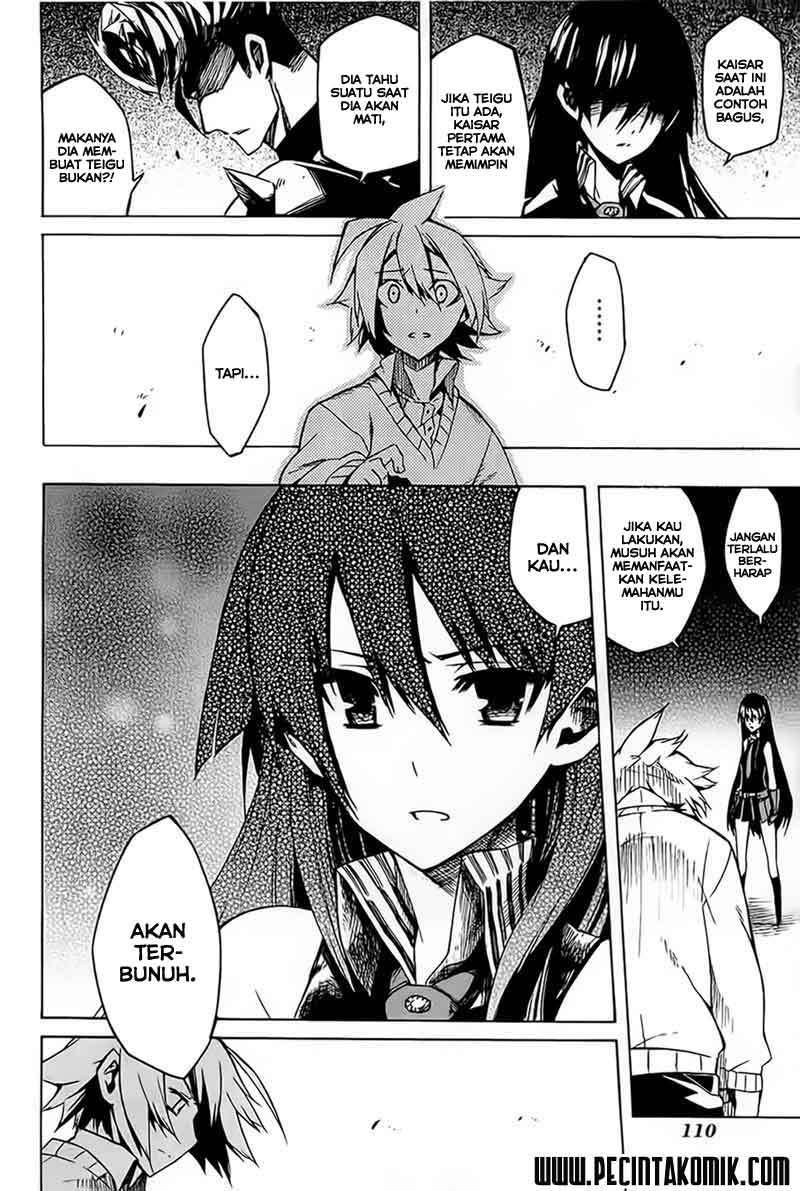 KAISAR
SAAT INI
ADALAH
CONTOH
BAGUS,
JIKA TEIGU
ITU ADA,
KAISAR
PERTAMA
TETAP AKAN
MEMIMPIN
DIA TAHU
SUATU SAAT
DIA AKAN
MATI,
MAKANYA
DIA MEM-
BUAT TEIGU
BUKAN?!
........
TAPI...
JANGAN
TERLALU
BER-
HARAP
JIKA KAU
LAKUKAN,
MUSUH AKAN
MEMANFAAT-
KAN KELE-
MAHANMU
ITU.
DAN
KAU...
AKAN
TER-
BUNUH.
110
WWW.PECINTAKOMIK.COM